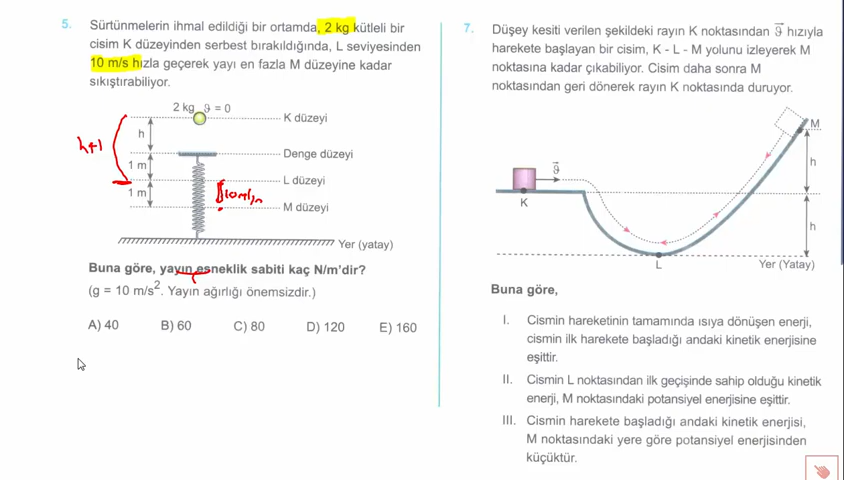 5. Sürtünmelerin ihmal edildiği bir ortamda, 2 kg kütleli bir
cisim K düzeyinden serbest bırakıldığında, L seviyesinden
10 m/s hızla geçerek yayı en fazla M düzeyine kadar
sıkıştırabiliyor.
2 kg ϑ = 0
K düzeyi
h
h+1
Denge düzeyi
1 m
L düzeyi
1 m
10m/s
M düzeyi
Yer (yatay)
Buna göre, yayın esneklik sabiti kaç N/m'dir?
(g = 10 m/s². Yayın ağırlığı önemsizdir.)
A) 40 B) 60 C) 80 D) 120 E) 160
7. Düşey kesiti verilen şekildeki rayın K noktasından ϑ⃗ hızıyla
harekete başlayan bir cisim, K - L - M yolunu izleyerek M
noktasına kadar çıkabiliyor. Cisim daha sonra M
noktasından geri dönerek rayın K noktasında duruyor.
M
h
ϑ⃗
K
h
L
Yer (Yatay)
Buna göre,
I. Cismin hareketinin tamamında ısıya dönüşen enerji,
cismin ilk harekete başladığı andaki kinetik enerjisine
eşittir.
II. Cismin L noktasından ilk geçişinde sahip olduğu kinetik
enerji, M noktasındaki potansiyel enerjisine eşittir.
III. Cismin harekete başladığı andaki kinetik enerjisi,
M noktasındaki yere göre potansiyel enerjisinden
küçüktür.